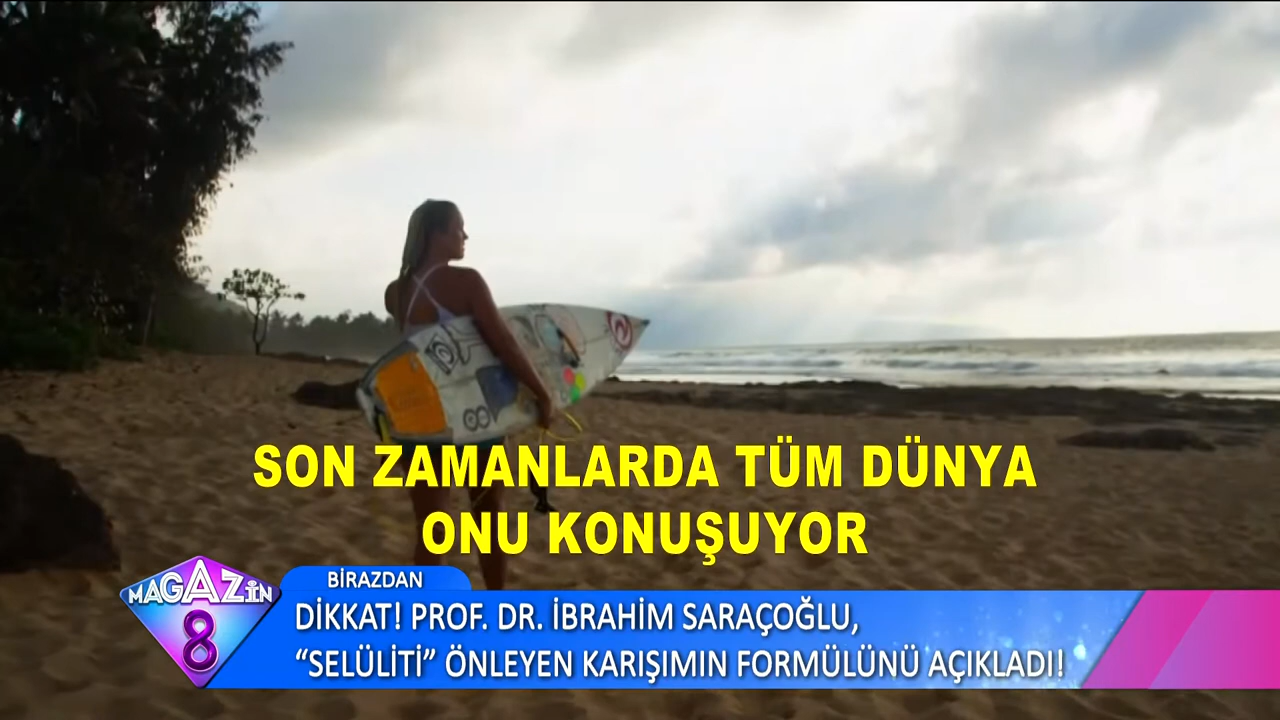 SON ZAMANLARDA TÜM DÜNYA
ONU KONUŞUYOR
BİRAZDAN
MAGAZİN
8
DİKKAT! PROF. DR. İBRAHİM SARAÇOĞLU,
“SELÜLİTİ” ÖNLEYEN KARIŞIMIN FORMÜLÜNÜ AÇIKLADI!